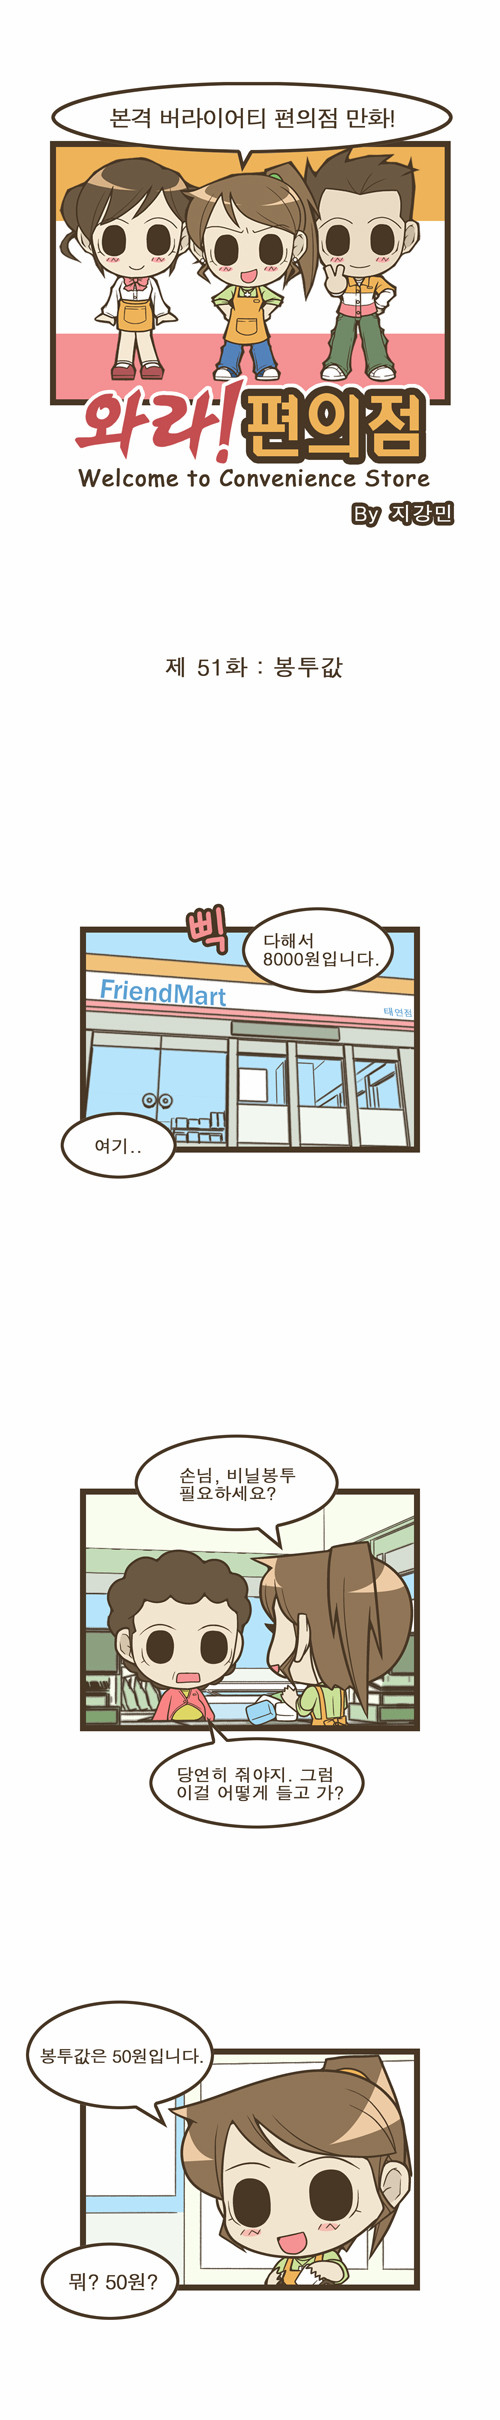 본격 버라이어티 편의점 만화!
와라! 편의점
Welcome to Convenience Store
By 지강민
제 51화 : 봉투값
삑
다해서
8000원입니다.
FriendMart
태연점
여기..
손님, 비닐봉투
필요하세요?
당연히 줘야지. 그럼
이걸 어떻게 들고 가?
봉투값은 50원입니다.
뭐? 50원?